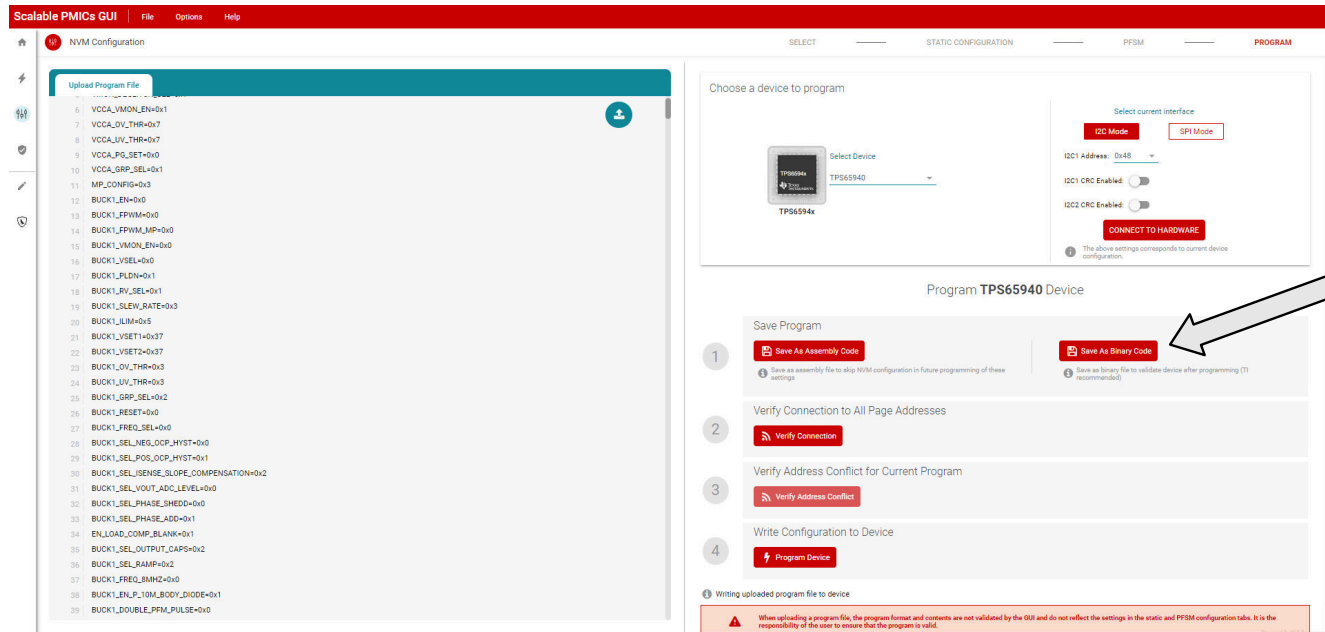 Scalable PMICs GUI File Options Help
NVM Configuration
SELECT STATIC CONFIGURATION PFSM PROGRAM
Upload Program File
6 VCCA_VMON_EN=0x1
7 VCCA_OV_THR=0x7
8 VCCA_UV_THR=0x7
9 VCCA_PG_SET=0x0
10 VCCA_GRP_SEL=0x1
11 MP_CONFIG=0x3
12 BUCK1_EN=0x0
13 BUCK1_FPWM=0x0
14 BUCK1_FPWM_MP=0x0
15 BUCK1_VMON_EN=0x0
16 BUCK1_VSEL=0x0
17 BUCK1_PLDN=0x1
18 BUCK1_RV_SEL=0x1
19 BUCK1_SLEW_RATE=0x3
20 BUCK1_ILIM=0x5
21 BUCK1_VSET1=0x37
22 BUCK1_VSET2=0x37
23 BUCK1_OV_THR=0x3
24 BUCK1_UV_THR=0x3
25 BUCK1_GRP_SEL=0x2
26 BUCK1_RESET=0x0
27 BUCK1_FREQ_SEL=0x0
28 BUCK1_SEL_NEG_OCP_HYST=0x0
29 BUCK1_SEL_POS_OCP_HYST=0x1
30 BUCK1_SEL_ISENSE_SLOPE_COMPENSATION=0x2
31 BUCK1_SEL_VOUT_ADC_LEVEL=0x0
32 BUCK1_SEL_PHASE_SHEDD=0x0
33 BUCK1_SEL_PHASE_ADD=0x1
34 EN_LOAD_COMP_BLANK=0x1
35 BUCK1_SEL_OUTPUT_CAPS=0x2
36 BUCK1_SEL_RAMP=0x2
37 BUCK1_FREQ_8MHZ=0x0
38 BUCK1_EN_P_10M_BODY_DIODE=0x1
39 BUCK1_DOUBLE_PFM_PULSE=0x0
Choose a device to program
TPS6594x
TEXAS INSTRUMENTS
TPS6594x
Select Device
TPS65940
Select current interface
I2C Mode SPI Mode
I2C1 Address: 0x48
I2C1 CRC Enabled:
I2C2 CRC Enabled:
CONNECT TO HARDWARE
The above settings corresponds to current device
configuration.
Program TPS65940 Device
1
Save Program
Save As Assembly Code
Save as assembly file to skip NVM configuration in future programming of these
settings
Save As Binary Code
Save as binary file to validate device after programming (TI
recommended)
2
Verify Connection to All Page Addresses
Verify Connection
3
Verify Address Conflict for Current Program
Verify Address Conflict
4
Write Configuration to Device
Program Device
Writing uploaded program file to device
When uploading a program file, the program format and contents are not validated by the GUI and do not reflect the settings in the static and PFSM configuration tabs. It is the
responsibility of the user to ensure that the program is valid.